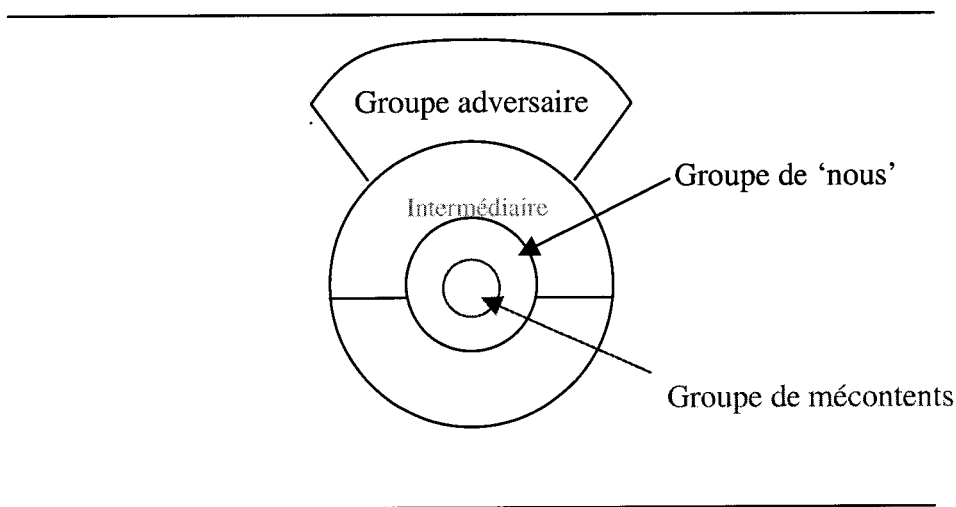 Groupe adversaire
Groupe de ‘nous’
Intermédiaire
Groupe de mécontents